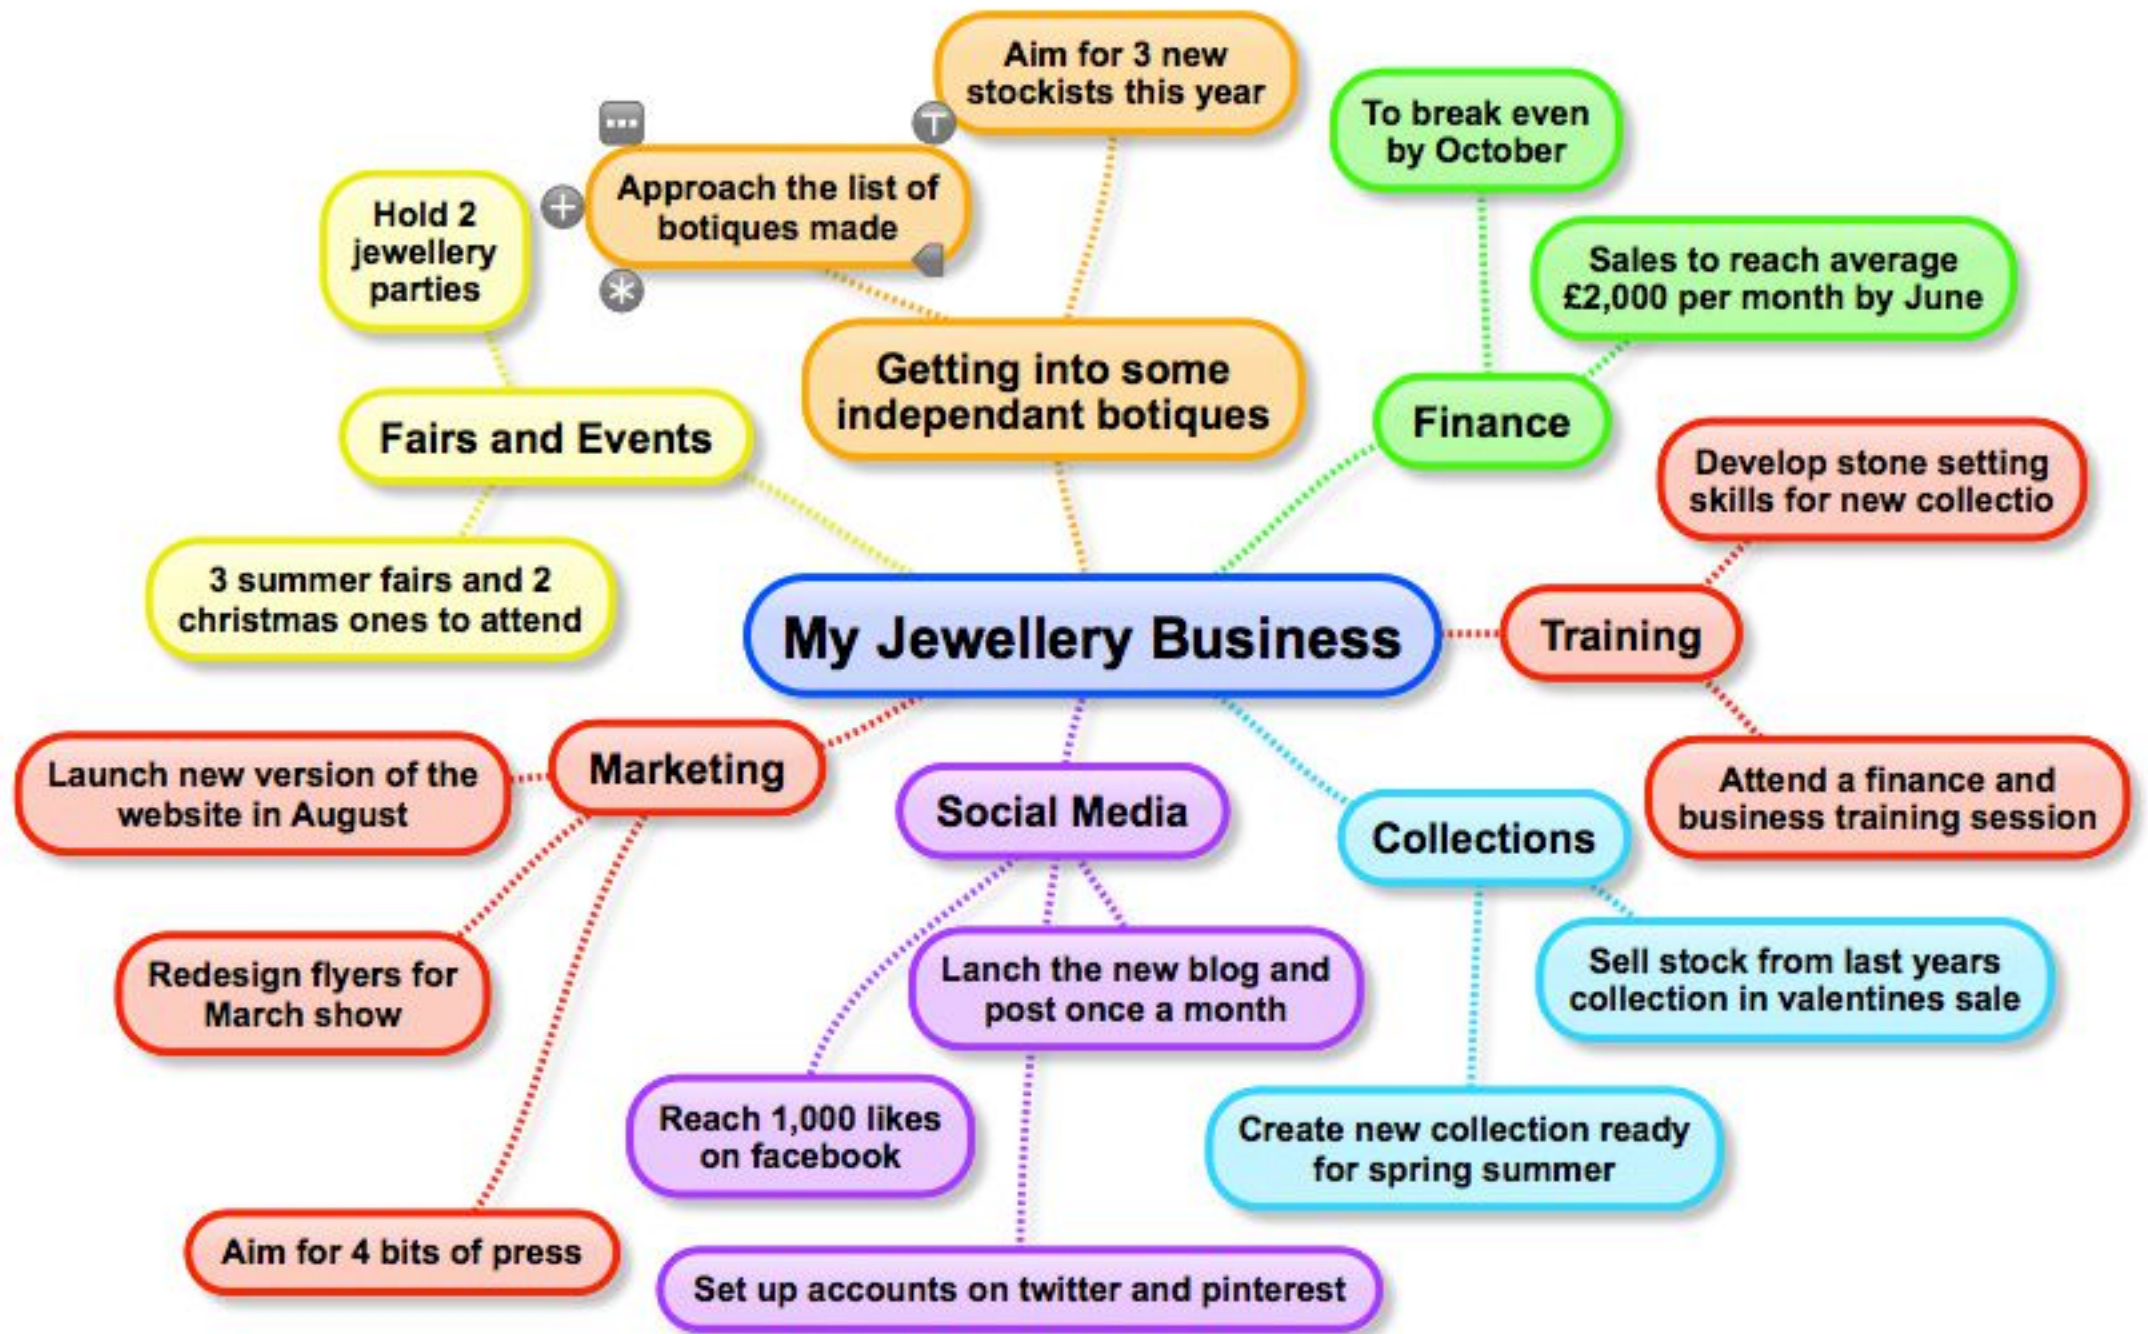 Aim for 3 new
stockists this year
To break even
by October
Approach the list of
botiques made
Hold 2
jewellery
parties
Sales to reach average
£2,000 per month by June
Getting into some
independant botiques
Finance
Fairs and Events
Develop stone setting
skills for new collectio
3 summer fairs and 2
christmas ones to attend
My Jewellery Business
Training
Marketing
Launch new version of the
website in August
Social Media
Collections
Attend a finance and
business training session
Redesign flyers for
March show
Lanch the new blog and
post once a month
Sell stock from last years
collection in valentines sale
Reach 1,000 likes
on facebook
Create new collection ready
for spring summer
Aim for 4 bits of press
Set up accounts on twitter and pinterest